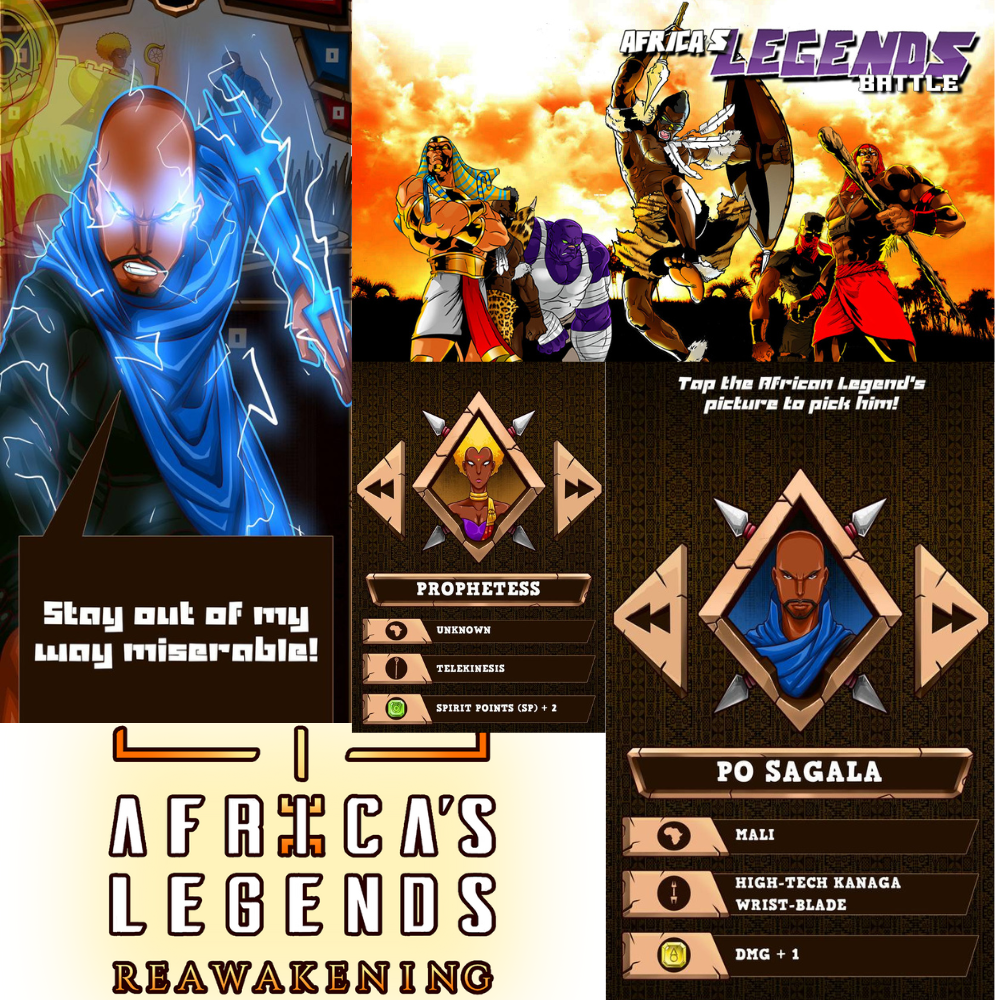 AFRICA'S LEGENDS
BATTLE
Stay out of my
way miserable!
PROPHETESS
UNKNOWN
TELEKINESIS
SPIRIT POINTS (SP) + 2
Tap the African Legend's
picture to pick him!
PO SAGALA
MALI
HIGH-TECH KANAGA
WRIST-BLADE
DMG + 1
AFRICA'S
LEGENDS
REAWAKENING